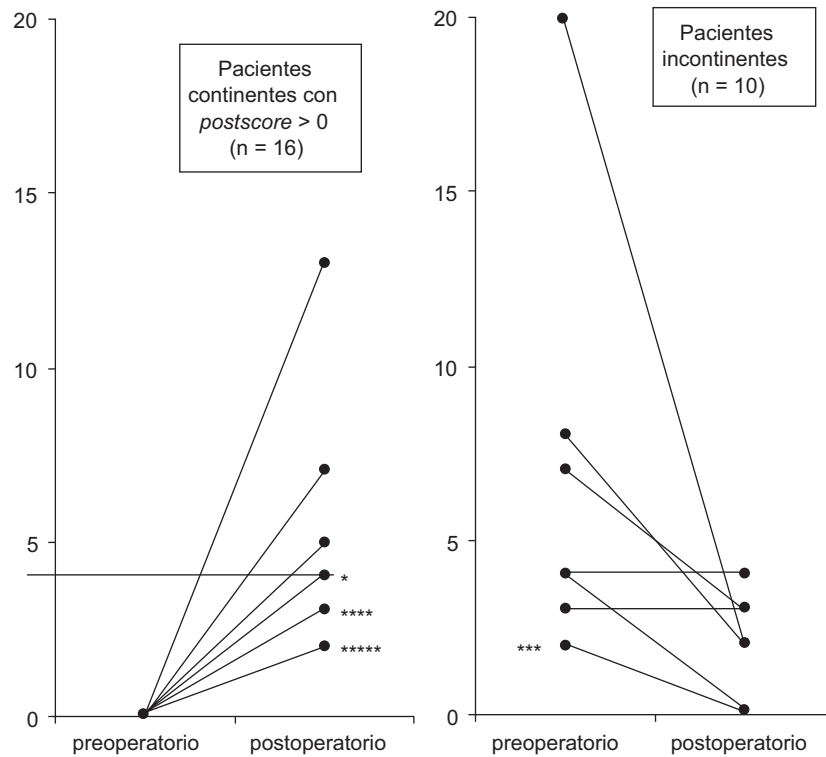 20
15
10
5
0
Pacientes
continentes con
postscore > 0
(n = 16)
*
****
*****
preoperatorio
postoperatorio
20
15
10
5
0
Pacientes
incontinentes
(n = 10)
***
preoperatorio
postoperatorio